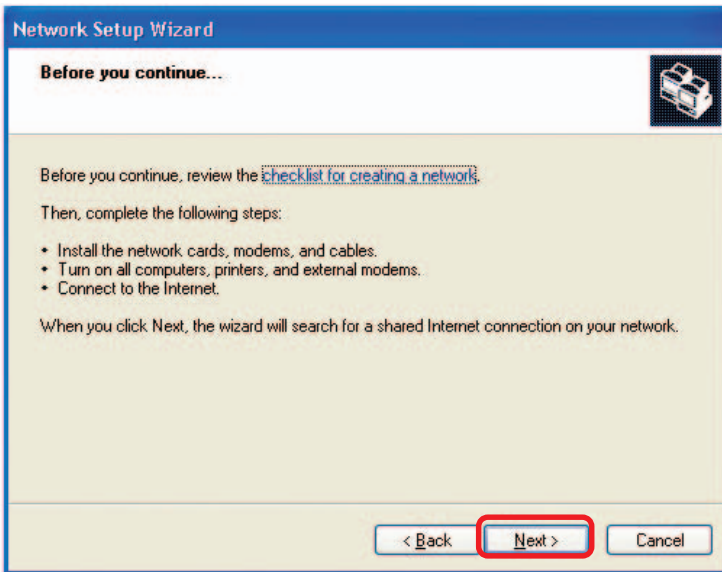 Network Setup Wizard
Before you continue...
Before you continue, review the checklist for creating a network.
Then, complete the following steps:
• Install the network cards, modems, and cables.
• Turn on all computers, printers, and external modems.
• Connect to the Internet.
When you click Next, the wizard will search for a shared Internet connection on your network.
< Back Next > Cancel